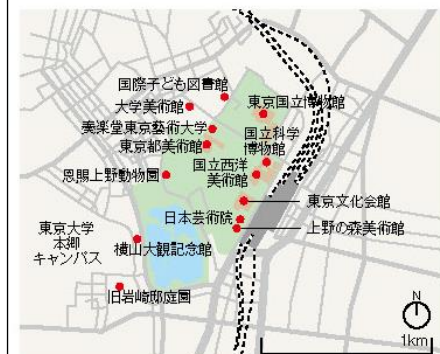 国際子ども図書館
大学美術館
東京国立博物館
奏楽堂東京藝術大学
東京都美術館
国立科学
博物館
国立西洋
美術館
恩賜上野動物園
東京文化会館
日本芸術院
上野の森美術館
東京大学
本郷
キャンパス
横山大観記念館
旧岩崎邸庭園
N
1km